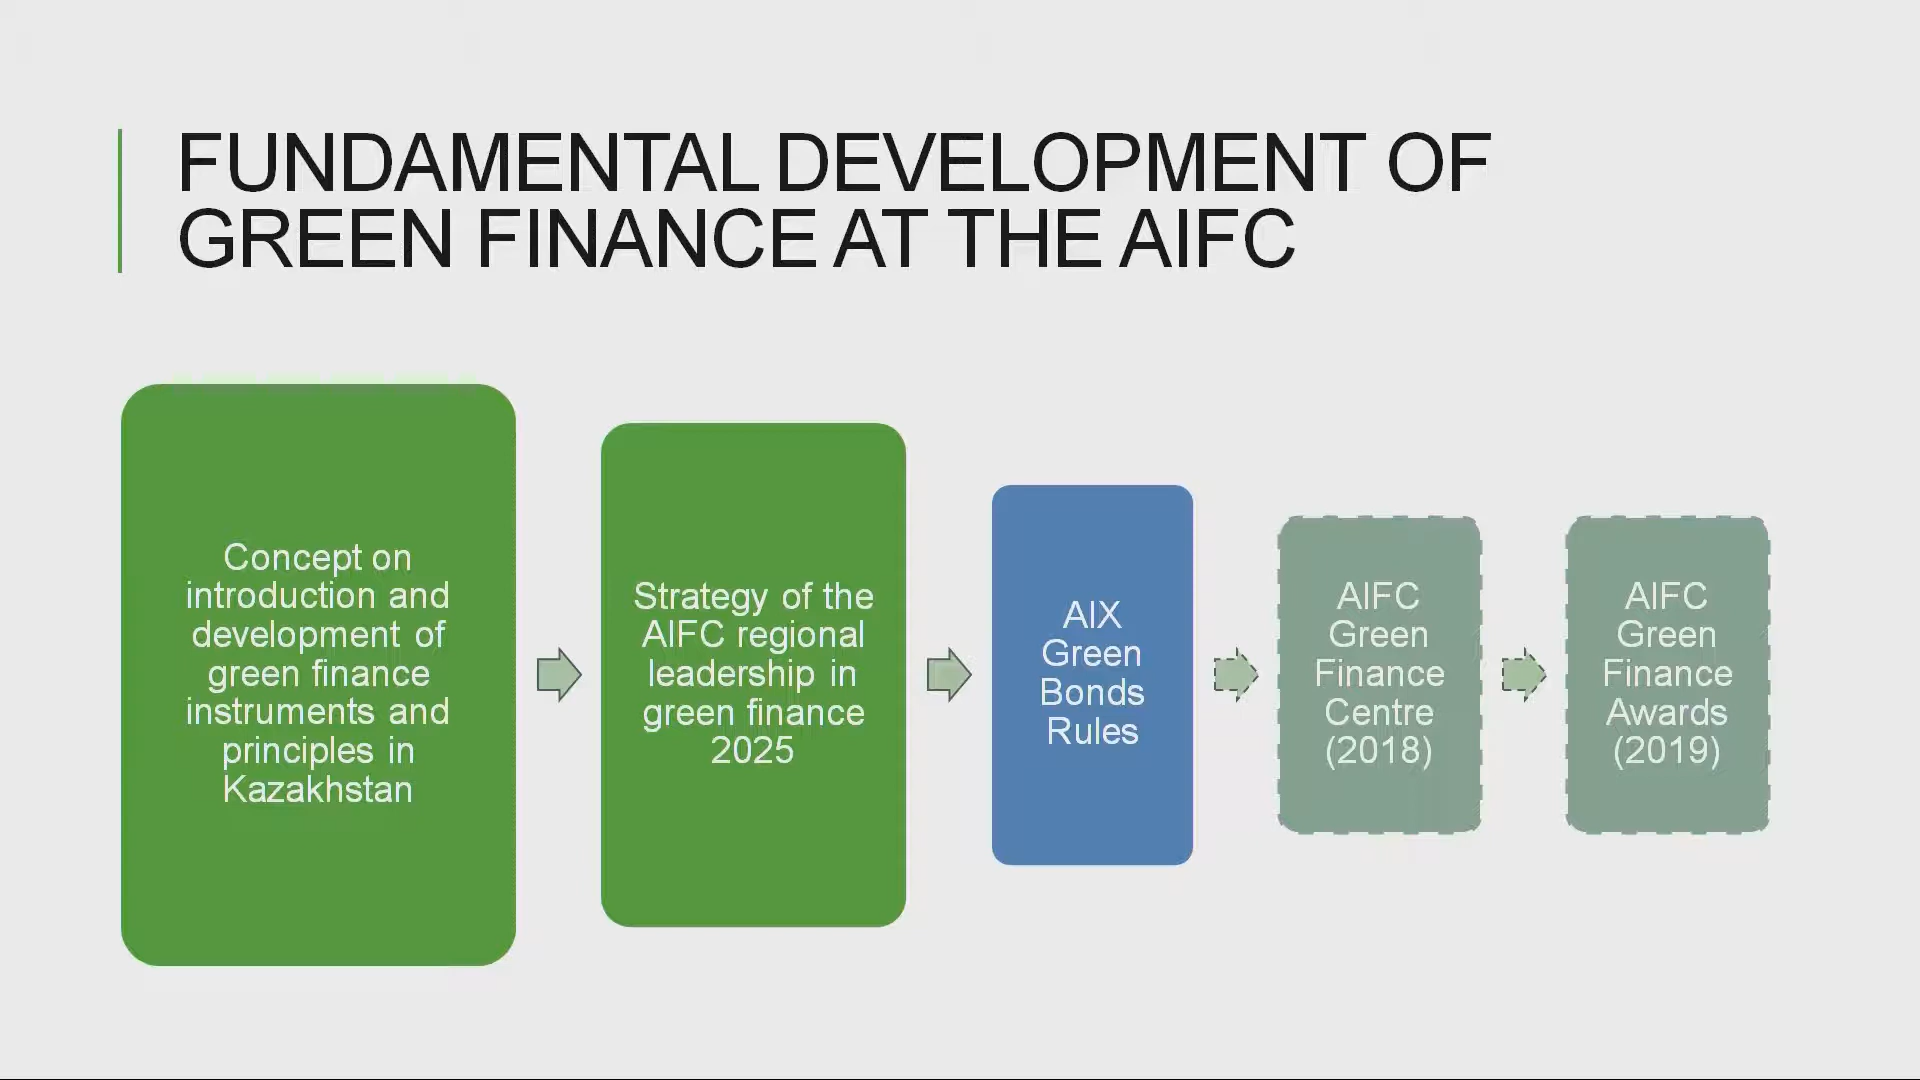 FUNDAMENTAL DEVELOPMENT OF
GREEN FINANCE AT THE AIFC
Concept on
introduction and
development of
green finance
instruments and
principles in
Kazakhstan
Strategy of the
AIFC regional
leadership in
green finance
2025
AIX
Green
Bonds
Rules
AIFC
Green
Finance
Centre
(2018)
AIFC
Green
Finance
Awards
(2019)